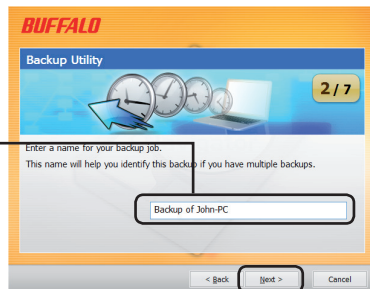 BUFFALO
Backup Utility
2/7
Enter a name for your backup job.
This name will help you identify this backup if you have multiple backups.
Backup of John-PC
< Back
Next >
Cancel